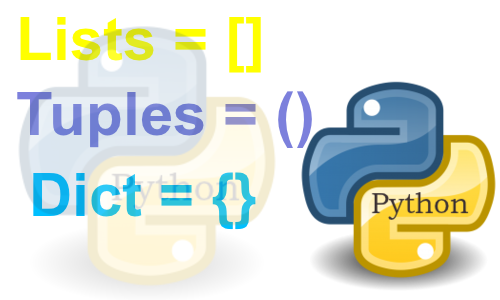 Lists = []
Tuples = ()
Dict = {}
Python
Python